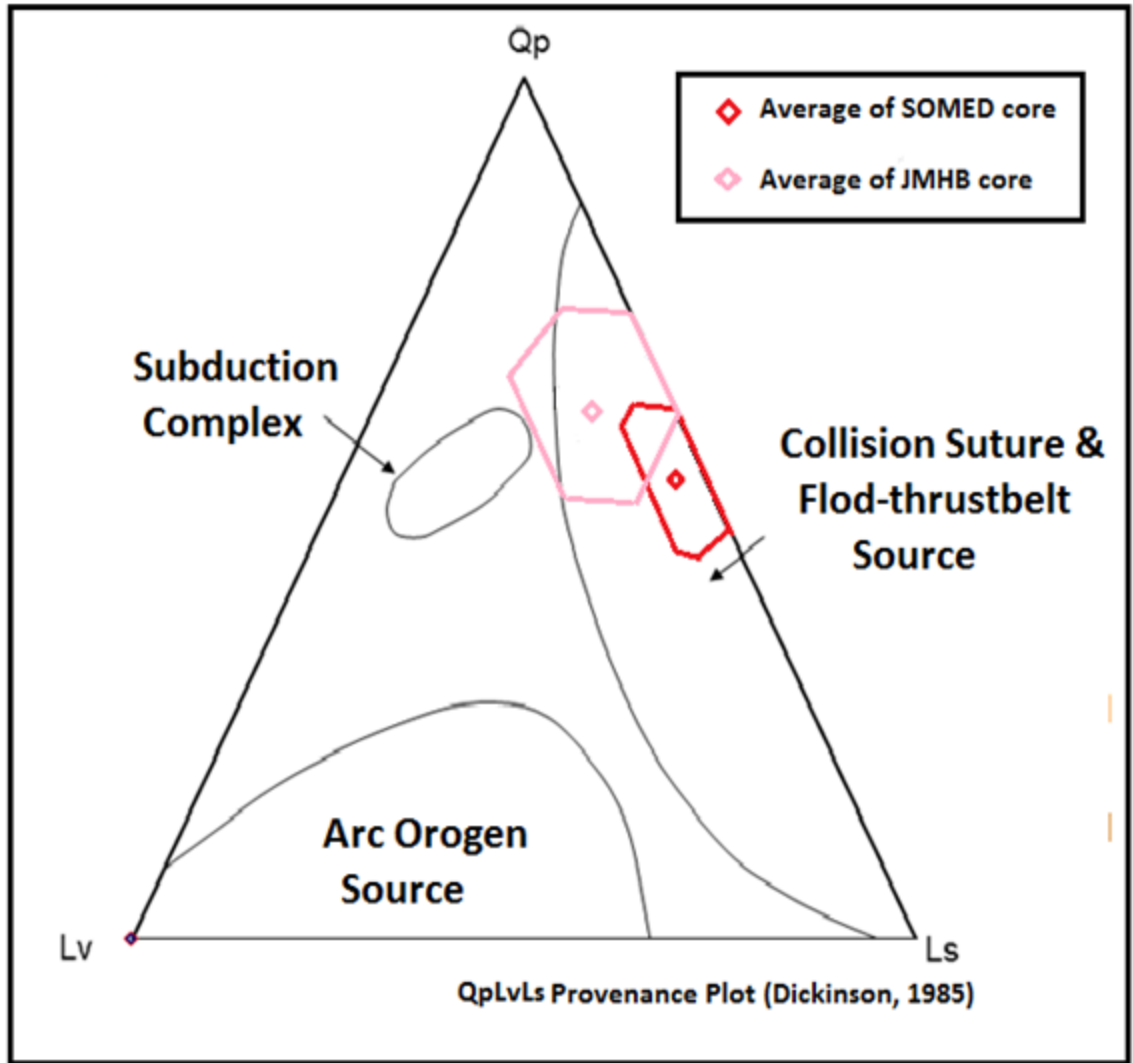 Qp
Average of SOMED core
Average of JMHB core
Subduction
Complex
Collision Suture &
Flod-thrustbelt
Source
Arc Orogen
Source
Lv
Ls
QpLvLs Provenance Plot (Dickinson, 1985)